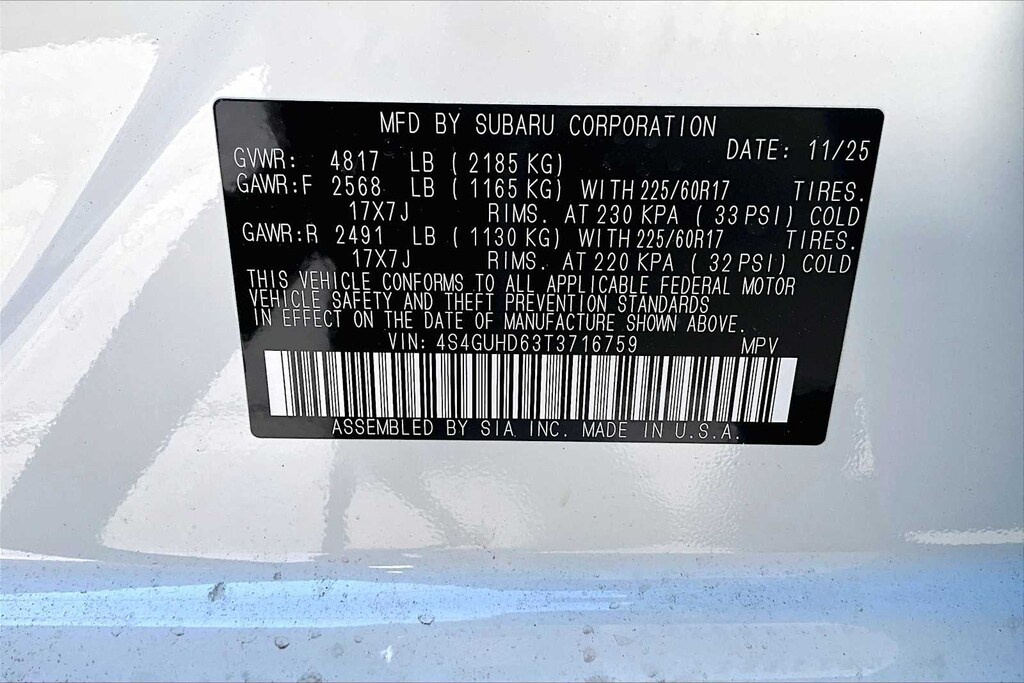 MFD BY SUBARU CORPORATION
DATE: 11/25
GVWR: 4817 LB ( 2185 KG)
GAWR:F 2568 LB ( 1165 KG) WITH 225/60R17 TIRES.
17X7J RIMS. AT 230 KPA ( 33 PSI) COLD
GAWR:R 2491 LB ( 1130 KG) WITH 225/60R17 TIRES.
17X7J RIMS. AT 220 KPA ( 32 PSI) COLD
THIS VEHICLE CONFORMS TO ALL APPLICABLE FEDERAL MOTOR
VEHICLE SAFETY AND THEFT PREVENTION STANDARDS
IN EFFECT ON THE DATE OF MANUFACTURE SHOWN ABOVE.
VIN: 4S4GUHD63T3716759 MPV
ASSEMBLED BY SIA, INC. MADE IN U.S.A.